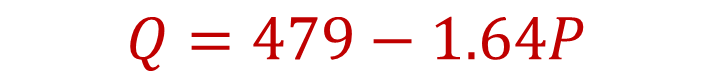 Q = 479 − 1.64P